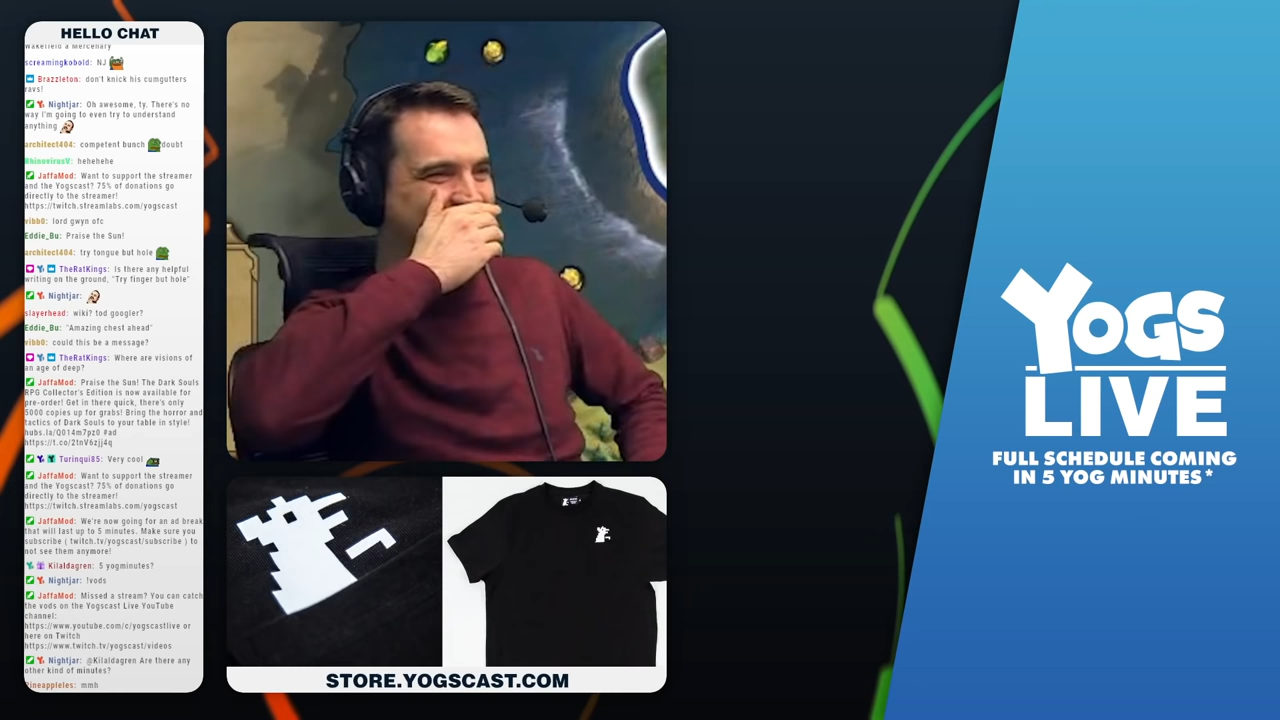 HELLO CHAT
Wakefield a Mercenary
screamingkobold: NJ
Brazzleton: don't knick his cumgutters
ravs!
Nightjar: Oh awesome, ty. There's no
way I'm going to even try to understand
anything
architect404: competent bunch doubt
RhinovirusV: hehehehe
JaffaMod: Want to support the streamer
and the Yogscast? 75% of donations go
directly to the streamer!
https://twitch.streamlabs.com/yogscast
vibb0: lord gwyn ofc
Eddie_Bu: Praise the Sun!
architect404: try tongue but hole
TheRatKings: Is there any helpful
writing on the ground, "Try finger but hole"
Nightjar:
slayerhead: wiki? tod googler?
Eddie_Bu: "Amazing chest ahead"
vibb0: could this be a message?
TheRatKings: Where are visions of
an age of deep?
JaffaMod: Praise the Sun! The Dark Souls
RPG Collector's Edition is now available for
pre-order! Get in there quick, there's only
5000 copies up for grabs! Bring the horror and
tactics of Dark Souls to your table in style!
hubs.la/Q014m7pz0 #ad
https://t.co/2tnV6zjj4q
Turinqui85: Very cool
JaffaMod: Want to support the streamer
and the Yogscast? 75% of donations go
directly to the streamer!
https://twitch.streamlabs.com/yogscast
JaffaMod: We're now going for an ad break
that will last up to 5 minutes. Make sure you
subscribe ( twitch.tv/yogscast/subscribe ) to
not see them anymore!
Kilaldagren: 5 yogminutes?
Nightjar: !vods
JaffaMod: Missed a stream? You can catch
the vods on the Yogscast Live YouTube
channel:
https://www.youtube.com/c/yogscastlive or
here on Twitch
https://www.twitch.tv/yogscast/videos
Nightjar: @Kilaldagren Are there any
other kind of minutes?
Pineappleles: mmh
STORE.YOGSCAST.COM
YOGS
LIVE
FULL SCHEDULE COMING
IN 5 YOG MINUTES*